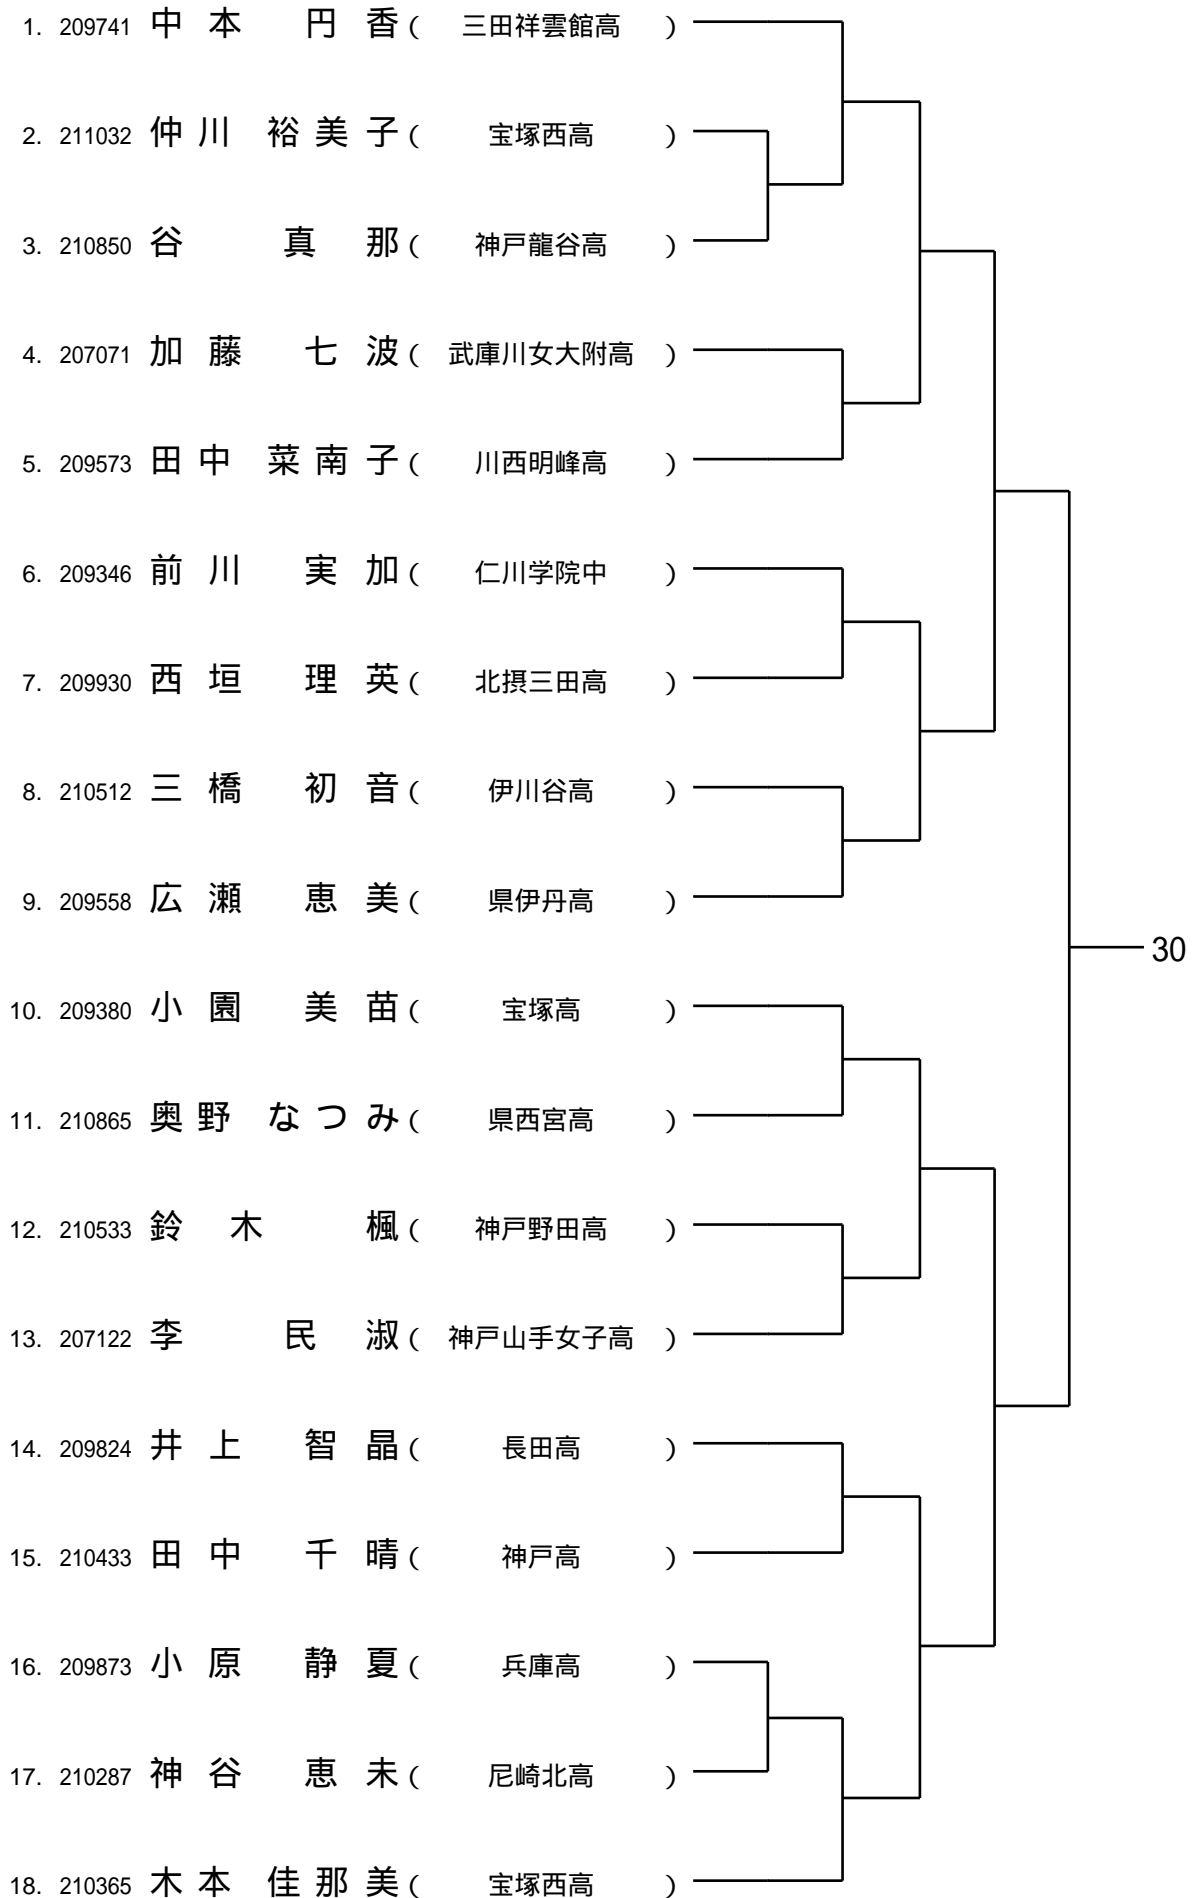 1. 209741 中本 円香 ( 三田祥雲館高 )
2. 211032 仲川 裕美子 ( 宝塚西高 )
3. 210850 谷 真那 ( 神戸龍谷高 )
4. 207071 加藤 七波 ( 武庫川女大附高 )
5. 209573 田中 菜南子 ( 川西明峰高 )
6. 209346 前川 実加 ( 仁川学院中 )
7. 209930 西垣 理英 ( 北摂三田高 )
8. 210512 三橋 初音 ( 伊川谷高 )
9. 209558 広瀬 恵美 ( 県伊丹高 )
30
10. 209380 小園 美苗 ( 宝塚高 )
11. 210865 奥野 なつみ ( 県西宮高 )
12. 210533 鈴木 楓 ( 神戸野田高 )
13. 207122 李 民淑 ( 神戸山手女子高 )
14. 209824 井上 智晶 ( 長田高 )
15. 210433 田中 千晴 ( 神戸高 )
16. 209873 小原 静夏 ( 兵庫高 )
17. 210287 神谷 恵未 ( 尼崎北高 )
18. 210365 木本 佳那美 ( 宝塚西高 )